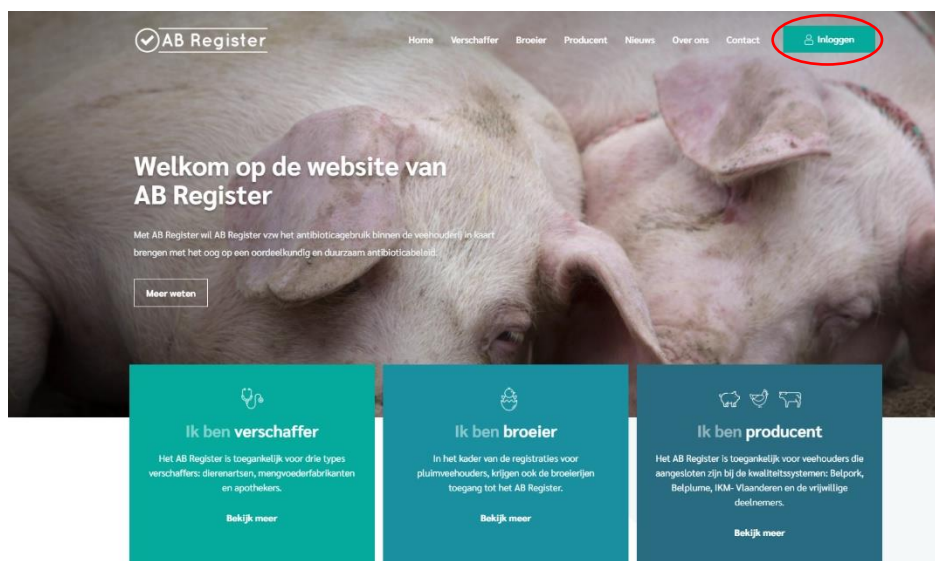 AB Register
Home Verschaffer Broeier Producent Nieuws Over ons Contact Inloggen
Welkom op de website van
AB Register
Met AB Register wil AB Register vzw het antibioticagebruik binnen de veehouderij in kaart
brengen met het oog op een oordeelkundig en duurzaam antibioticabeleid.
Meer weten
Ik ben verschaffer
Het AB Register is toegankelijk voor drie types
verschaffers: dierenartsen, mengvoederfabrikanten
en apothekers.
Bekijk meer
Ik ben broeier
In het kader van de registraties voor
pluimveehouders, krijgen ook de broeierijen
toegang tot het AB Register.
Bekijk meer
Ik ben producent
Het AB Register is toegankelijk voor veehouders die
aangesloten zijn bij de kwaliteitssystemen: Belpork,
Belplume, IKM- Vlaanderen en de vrijwillige
deelnemers.
Bekijk meer